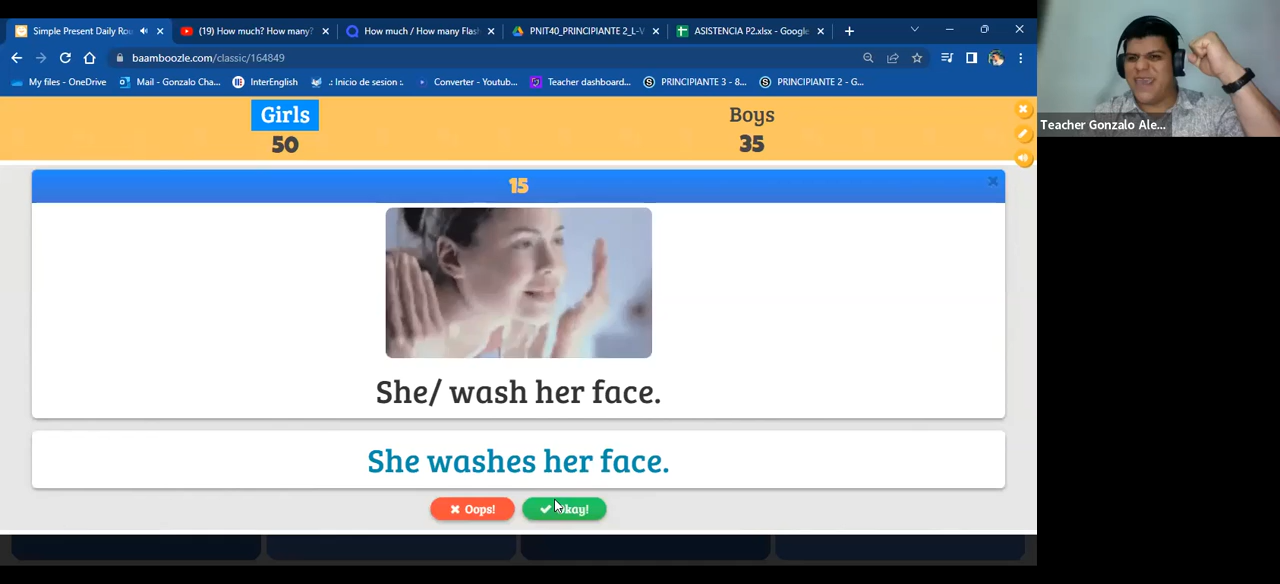 Simple Present Daily Rou
(19) How much? How many?
How much / How many Flash
PNIT40_PRINCIPIANTE 2_L-V
ASISTENCIA P2.xlsx - Google
baamboozle.com/classic/164849
My files - OneDrive
Mail - Gonzalo Cha...
InterEnglish
.: Inicio de sesion :.
Converter - Youtub...
Teacher dashboard...
PRINCIPIANTE 3 - 8...
PRINCIPIANTE 2 - G...
Girls
50
Boys
35
Teacher Gonzalo Ale...
15
She/ wash her face.
She washes her face.
Oops!
kay!